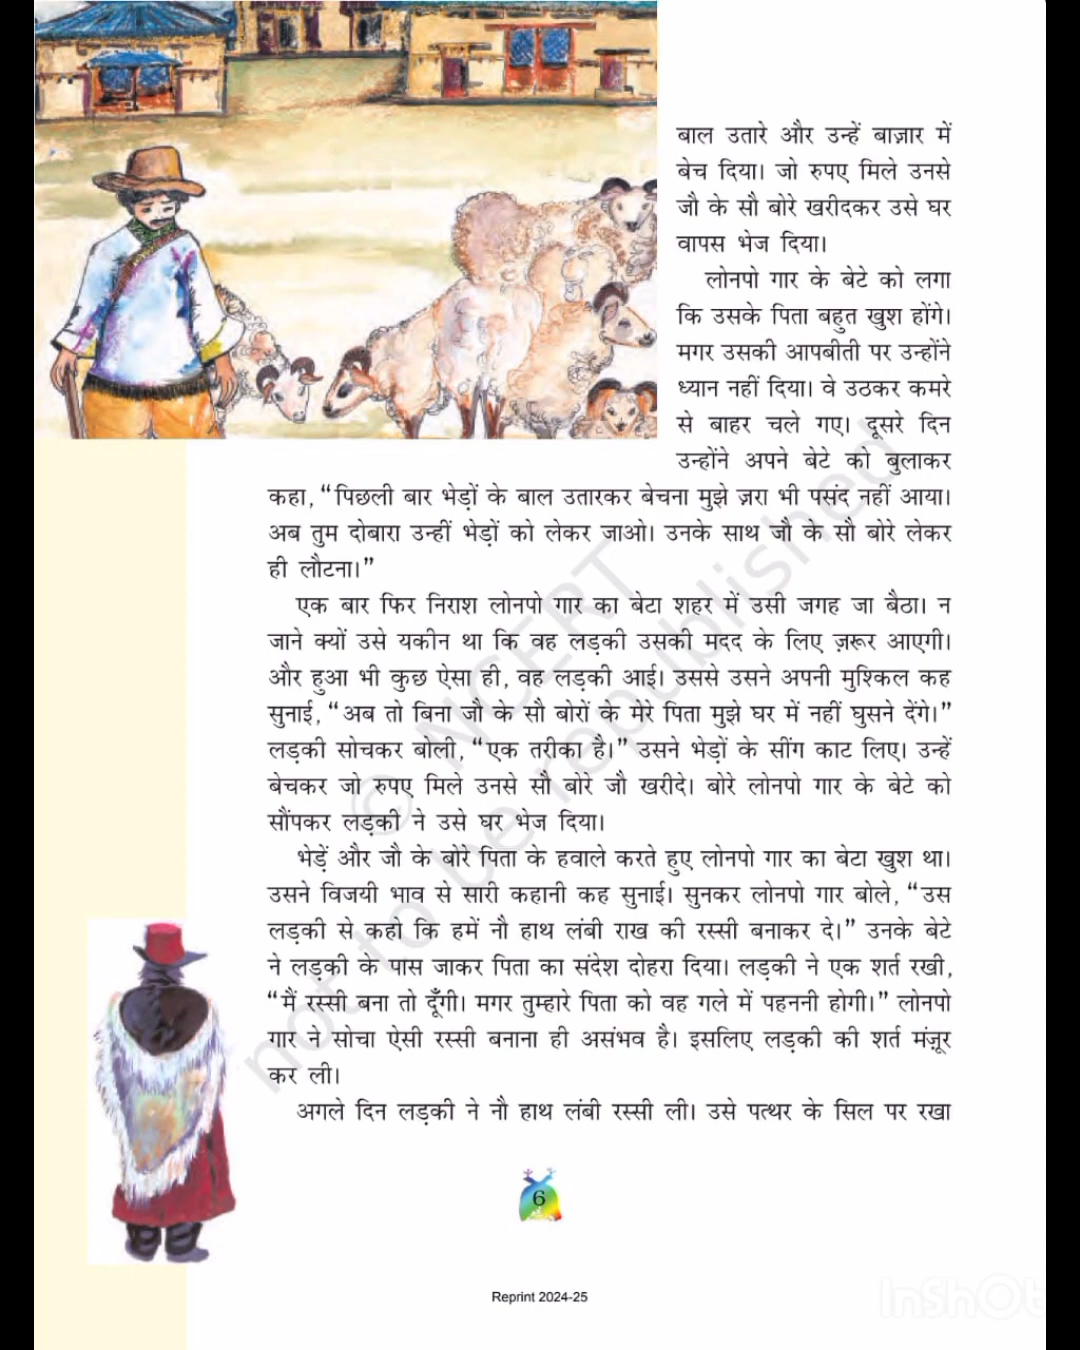 बाल उतारे और उन्हें बाज़ार में
बेच दिया। जो रुपए मिले उनसे
जौ के सौ बोरे खरीदकर उसे घर
वापस भेज दिया।
लोनपो गार के बेटे को लगा
कि उसके पिता बहुत खुश होंगे।
मगर उसकी आपबीती पर उन्होंने
ध्यान नहीं दिया। वे उठकर कमरे
से बाहर चले गए। दूसरे दिन
उन्होंने अपने बेटे को बुलाकर
कहा, “पिछली बार भेड़ों के बाल उतारकर बेचना मुझे ज़रा भी पसंद नहीं आया।
अब तुम दोबारा उन्हीं भेड़ों को लेकर जाओ। उनके साथ जौ के सौ बोरे लेकर
ही लौटना।”
एक बार फिर निराश लोनपो गार का बेटा शहर में उसी जगह जा बैठा। न
जाने क्यों उसे यकीन था कि वह लड़की उसकी मदद के लिए ज़रूर आएगी।
और हुआ भी कुछ ऐसा ही, वह लड़की आई। उससे उसने अपनी मुश्किल कह
सुनाई, “अब तो बिना जौ के सौ बोरों के मेरे पिता मुझे घर में नहीं घुसने देंगे।”
लड़की सोचकर बोली, “एक तरीका है।” उसने भेड़ों के सींग काट लिए। उन्हें
बेचकर जो रुपए मिले उनसे सौ बोरे जौ खरीदे। बोरे लोनपो गार के बेटे को
सौंपकर लड़की ने उसे घर भेज दिया।
भेड़ें और जौ के बोरे पिता के हवाले करते हुए लोनपो गार का बेटा खुश था।
उसने विजयी भाव से सारी कहानी कह सुनाई। सुनकर लोनपो गार बोले, “उस
लड़की से कहो कि हमें नौ हाथ लंबी राख की रस्सी बनाकर दे।” उनके बेटे
ने लड़की के पास जाकर पिता का संदेश दोहरा दिया। लड़की ने एक शर्त रखी,
“मैं रस्सी बना तो दूँगी। मगर तुम्हारे पिता को वह गले में पहननी होगी।” लोनपो
गार ने सोचा ऐसी रस्सी बनाना ही असंभव है। इसलिए लड़की की शर्त मंज़ूर
कर ली।
अगले दिन लड़की ने नौ हाथ लंबी रस्सी ली। उसे पत्थर के सिल पर रखा
6
Reprint 2024-25
© NCERT
not to be republished
InShOt